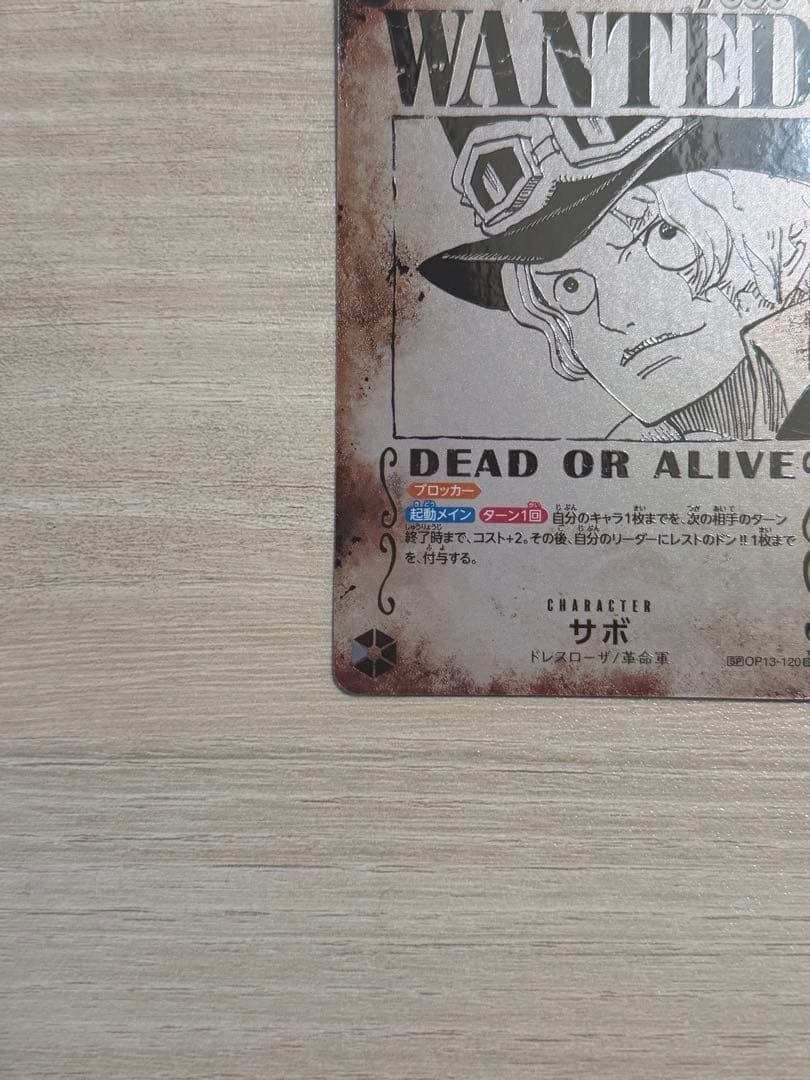 WANTED
DEAD OR ALIVE
ブロッカー
起動メイン ターン1回 自分のキャラ1枚までを、次の相手のターン
終了時まで、コスト+2。その後、自分のリーダーにレストのドン!!1枚まで
を、付与する。
CHARACTER
サボ
ドレスローザ/革命軍
SP OP13-120